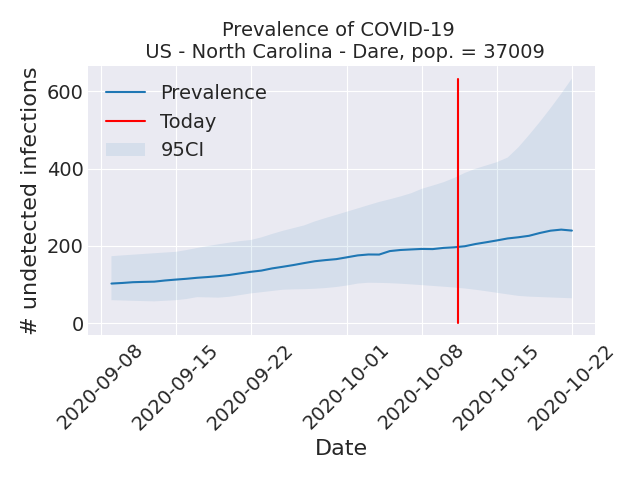 Prevalence of COVID-19
US - North Carolina - Dare, pop. = 37009
# undetected infections
600
400
200
0
Prevalence
Today
95CI
2020-09-08
2020-09-15
2020-09-22
2020-10-01
2020-10-08
2020-10-15
2020-10-22
Date